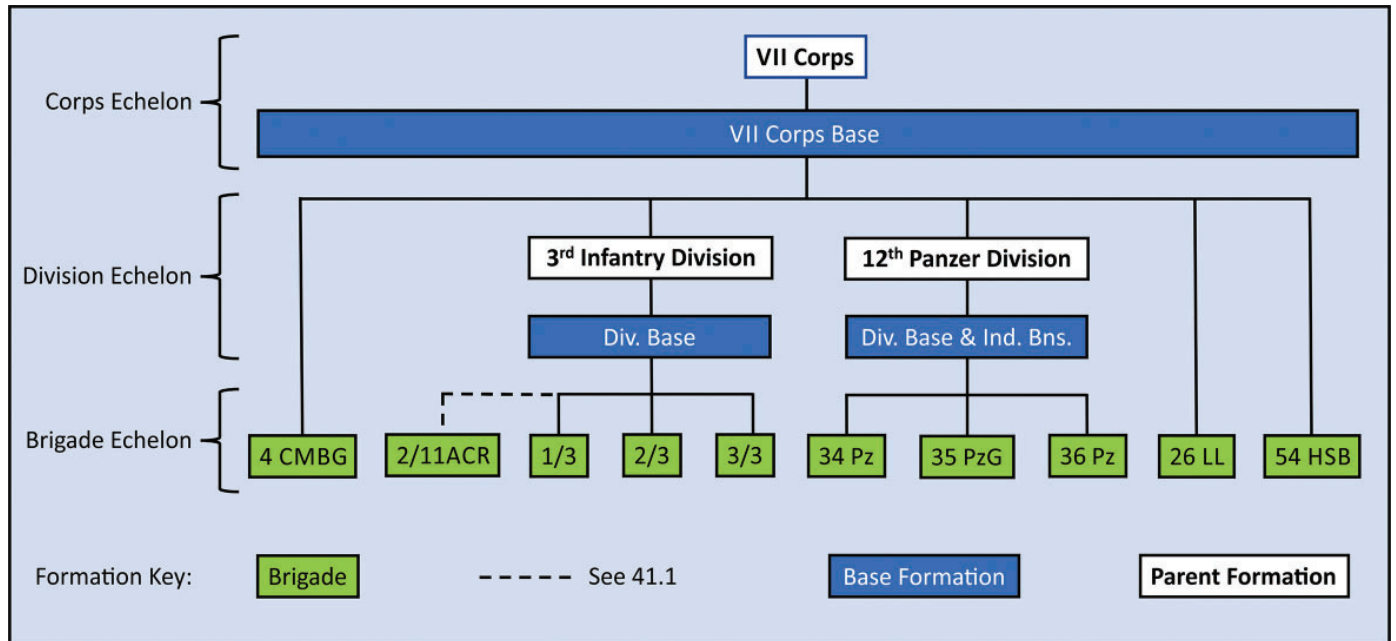 VII Corps
Corps Echelon
VII Corps Base
Division Echelon
3rd Infantry Division
12th Panzer Division
Div. Base
Div. Base & Ind. Bns.
Brigade Echelon
4 CMBG
2/11ACR
1/3
2/3
3/3
34 Pz
35 PzG
36 Pz
26 LL
54 HSB
Formation Key:
Brigade
See 41.1
Base Formation
Parent Formation